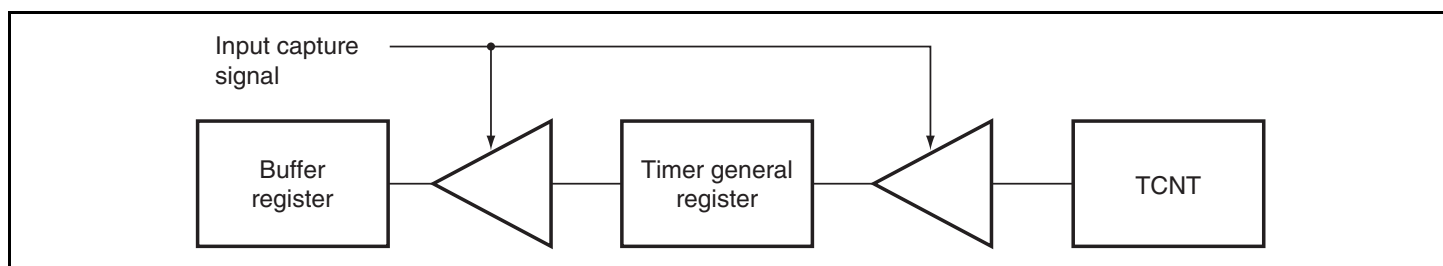 Input capture
signal
Buffer
register
Timer general
register
TCNT